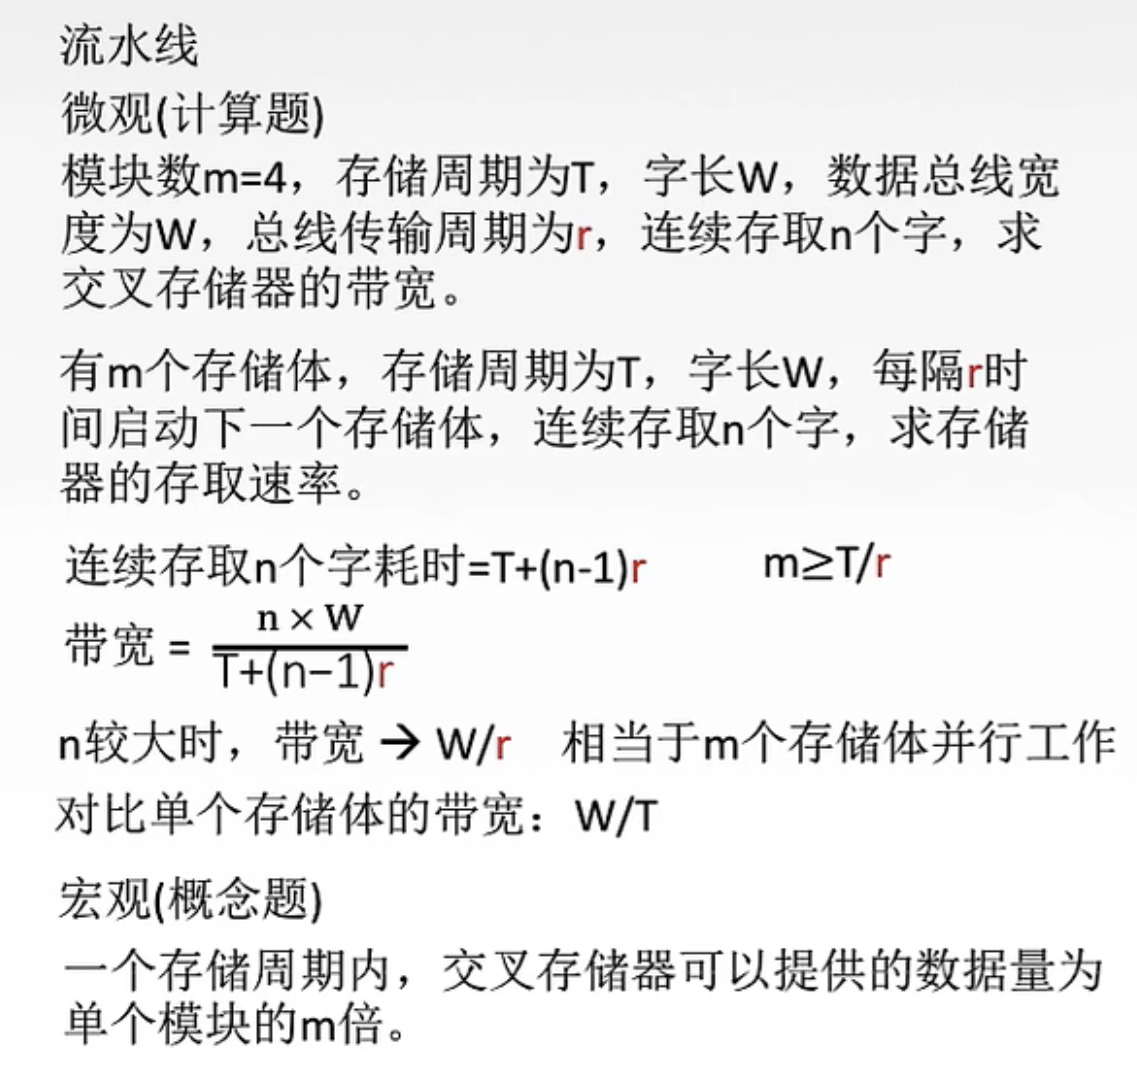 流水线
微观(计算题)
模块数m=4，存储周期为T，字长W，数据总线宽
度为W，总线传输周期为r，连续存取n个字，求
交叉存储器的带宽。
有m个存储体，存储周期为T，字长W，每隔r时
间启动下一个存储体，连续存取n个字，求存储
器的存取速率。
连续存取n个字耗时=T+(n-1)r m≥T/r
带宽 = n × W / T+(n−1)r
n较大时，带宽 → W/r 相当于m个存储体并行工作
对比单个存储体的带宽：W/T
宏观(概念题)
一个存储周期内，交叉存储器可以提供的数据量为
单个模块的m倍。